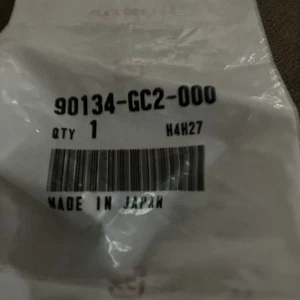 90134-GC2-000
QTY 1 H4H27
MADE IN JAPAN